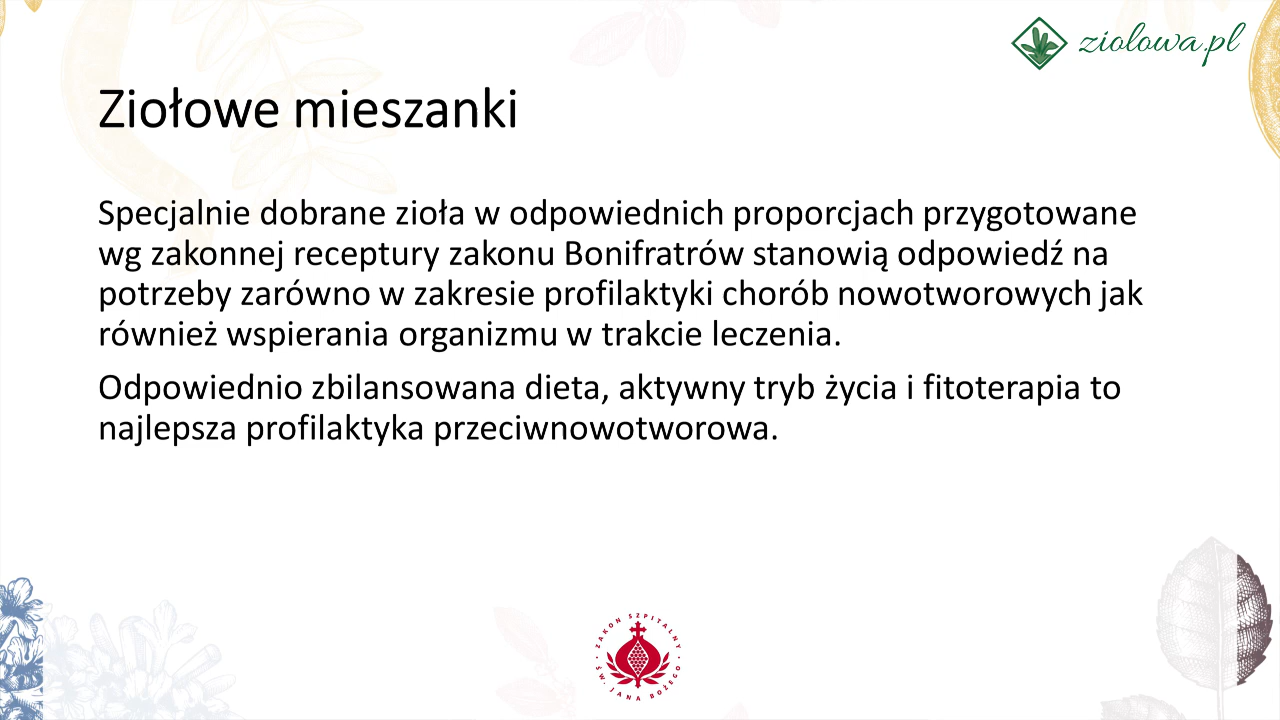 ziolowa.pl
Ziołowe mieszanki
Specjalnie dobrane zioła w odpowiednich proporcjach przygotowane
wg zakonnej receptury zakonu Bonifratrów stanowią odpowiedź na
potrzeby zarówno w zakresie profilaktyki chorób nowotworowych jak
również wspierania organizmu w trakcie leczenia.
Odpowiednio zbilansowana dieta, aktywny tryb życia i fitoterapia to
najlepsza profilaktyka przeciwnowotworowa.
ZAKON SZPITALNY
ŚW. JANA BOŻEGO